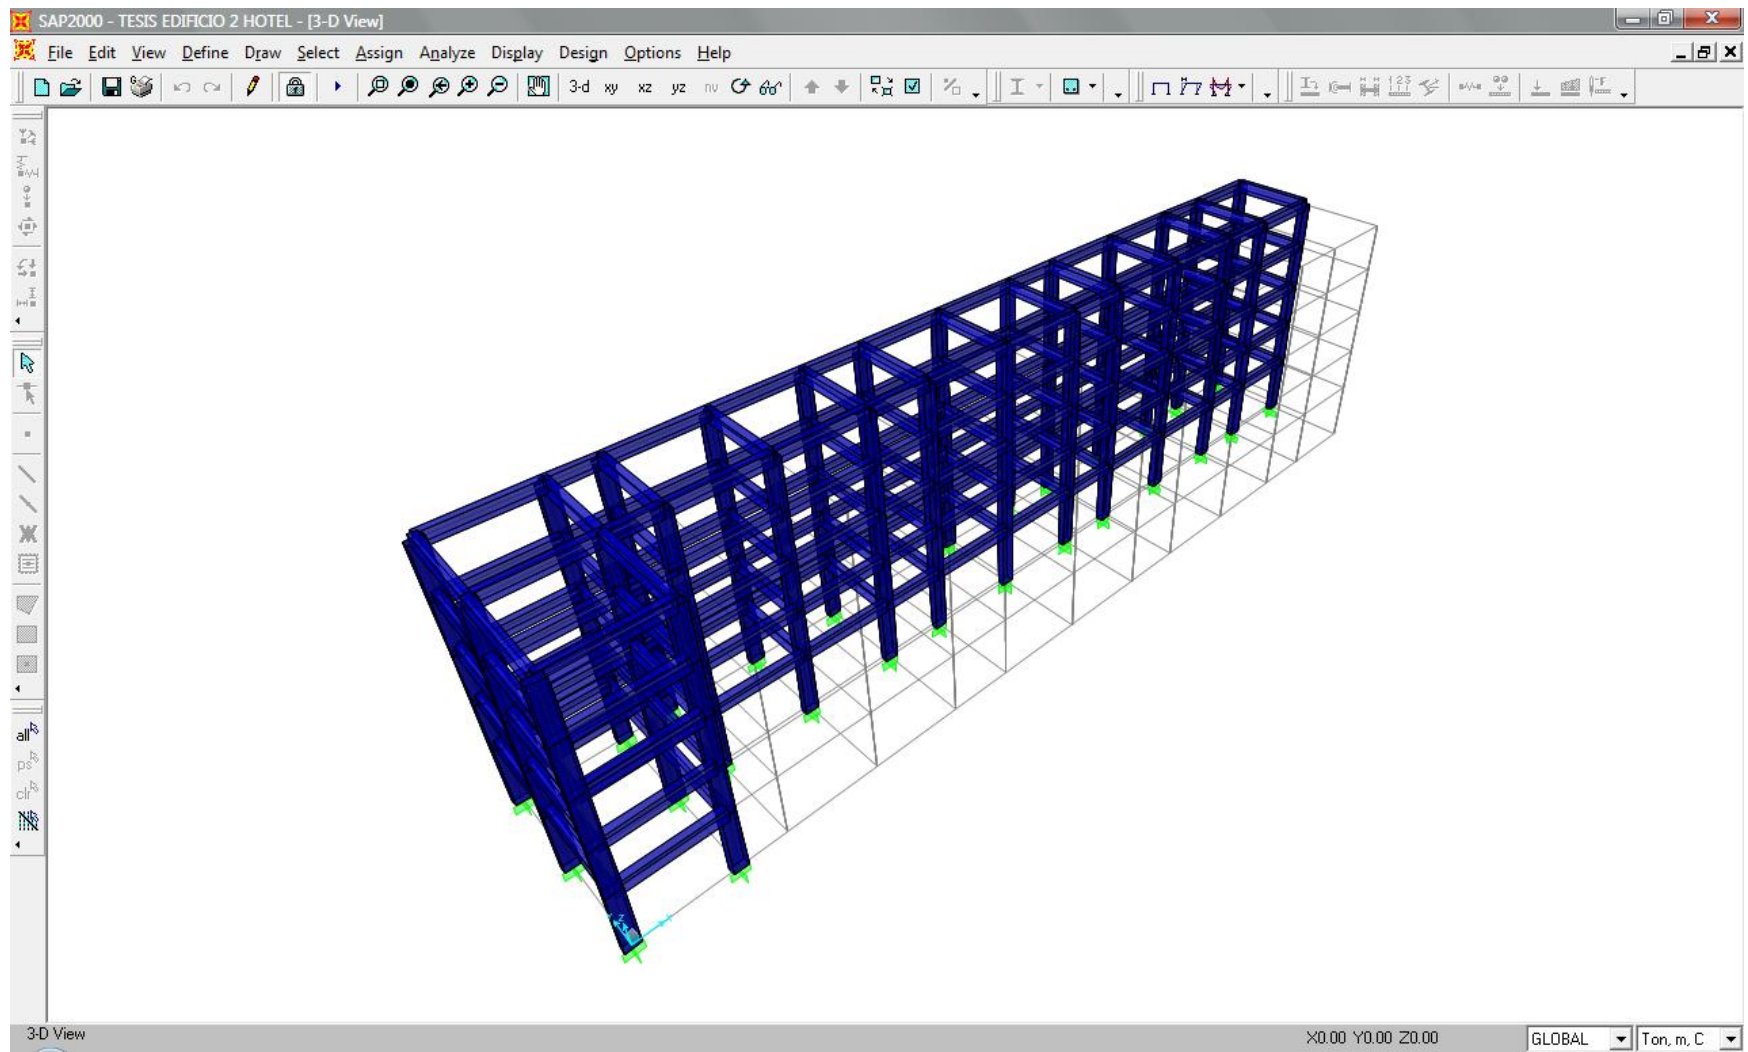 SAP2000 - TESIS EDIFICIO 2 HOTEL - [3-D View]
File Edit View Define Draw Select Assign Analyze Display Design Options Help
3-d xy xz yz nv
all
ps
clr
3-D View X0.00 Y0.00 Z0.00 GLOBAL Ton, m, C